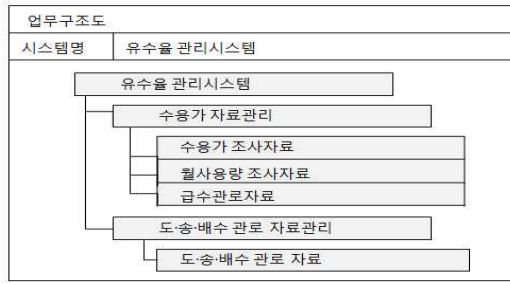 업무구조도
시스템명 유수율 관리시스템
유수율 관리시스템
수용가 자료관리
수용가 조사자료
월사용량 조사자료
급수관로자료
도·송·배수 관로 자료관리
도·송·배수 관로 자료